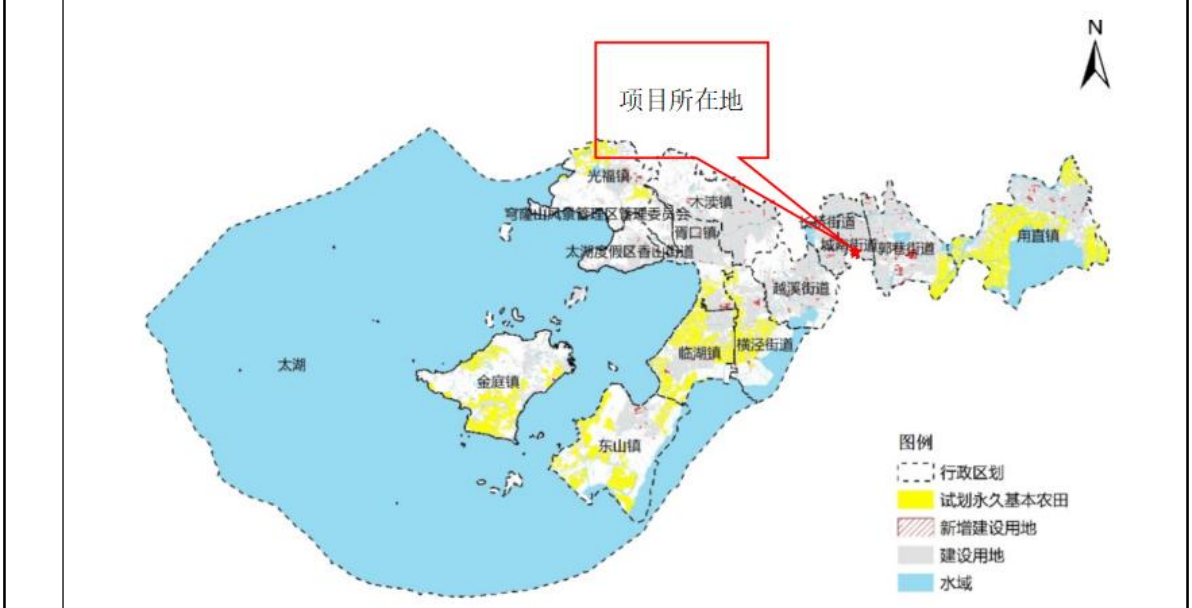 N
项目所在地
光福镇
木渎镇
穹窿山风景管理区管理委员会
胥口镇
长桥街道
城南街道
郭巷街道
甪直镇
太湖度假区香山街道
越溪街道
太湖
金庭镇
临湖镇
横泾街道
东山镇
图例
行政区划
试划永久基本农田
新增建设用地
建设用地
水域